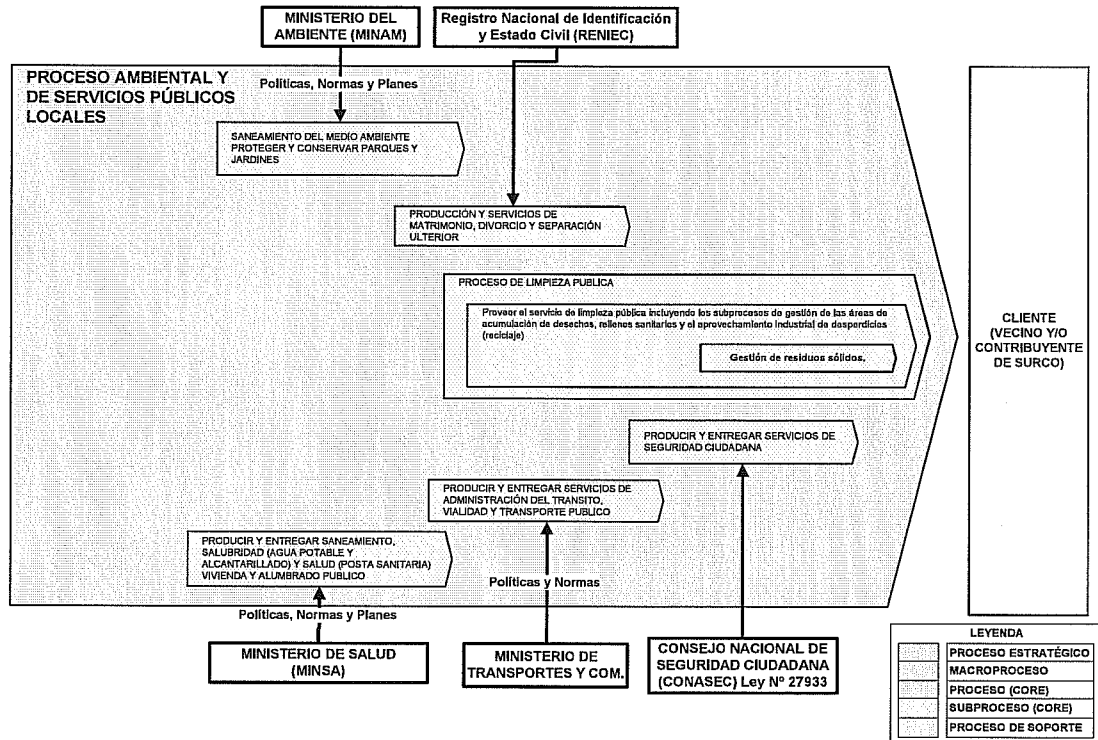 MINISTERIO DEL
AMBIENTE (MINAM)
Registro Nacional de Identificación
y Estado Civil (RENIEC)
PROCESO AMBIENTAL Y
DE SERVICIOS PÚBLICOS
LOCALES
Políticas, Normas y Planes
SANEAMIENTO DEL MEDIO AMBIENTE
PROTEGER Y CONSERVAR PARQUES Y
JARDINES
PRODUCCIÓN Y SERVICIOS DE
MATRIMONIO, DIVORCIO Y SEPARACIÓN
ULTERIOR
PROCESO DE LIMPIEZA PUBLICA
Proveer el servicio de limpieza pública incluyendo los subprocesos de gestión de las áreas de
acumulación de desechos, rellenos sanitarios y el aprovechamiento industrial de desperdicios
(reciclaje)
Gestión de residuos sólidos.
CLIENTE
(VECINO Y/O
CONTRIBUYENTE
DE SURCO)
PRODUCIR Y ENTREGAR SERVICIOS DE
SEGURIDAD CIUDADANA
PRODUCIR Y ENTREGAR SERVICIOS DE
ADMINISTRACIÓN DEL TRANSITO,
VIALIDAD Y TRANSPORTE PUBLICO
PRODUCIR Y ENTREGAR SANEAMIENTO,
SALUBRIDAD (AGUA POTABLE Y
ALCANTARILLADO) Y SALUD (POSTA SANITARIA)
VIVIENDA Y ALUMBRADO PUBLICO
Políticas y Normas
Políticas, Normas y Planes
MINISTERIO DE SALUD
(MINSA)
MINISTERIO DE
TRANSPORTES Y COM.
CONSEJO NACIONAL DE
SEGURIDAD CIUDADANA
(CONASEC) Ley Nº 27933
LEYENDA
PROCESO ESTRATÉGICO
MACROPROCESO
PROCESO (CORE)
SUBPROCESO (CORE)
PROCESO DE SOPORTE